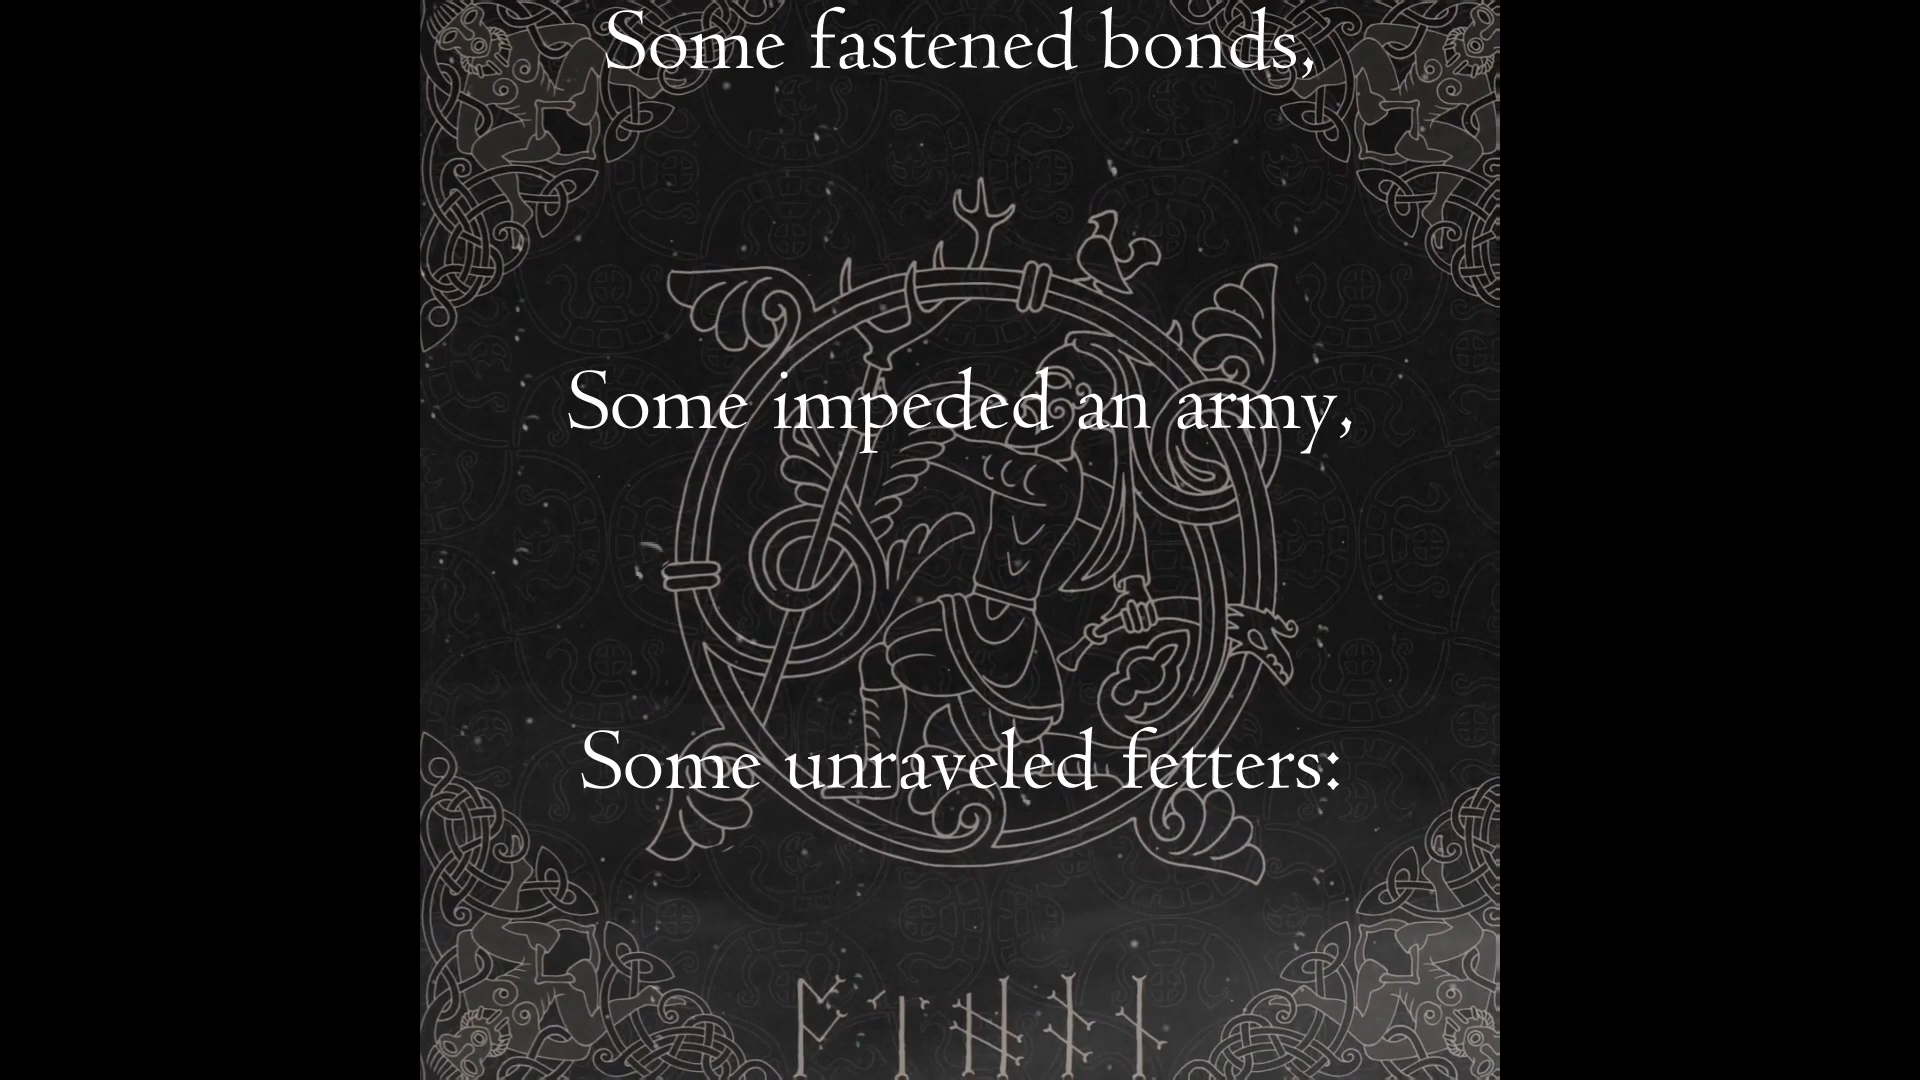 Some fastened bonds,
Some impeded an army,
Some unraveled fetters: